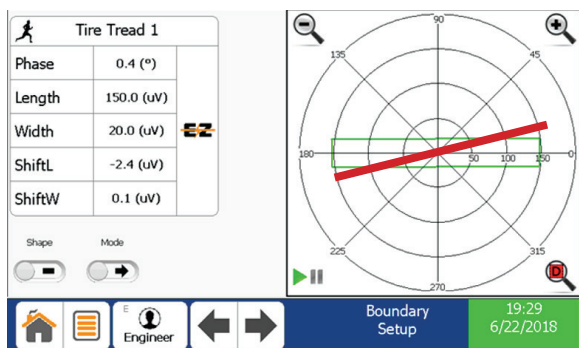 Tire Tread 1
Phase 0.4 (º)
Length 150.0 (uV)
Width 20.0 (uV)
ShiftL -2.4 (uV)
ShiftW 0.1 (uV)
EZ
Shape Mode
90
135 45
180 50 100 150 0
225 315
270
D
E
Engineer
Boundary
Setup
19:29
6/22/2018